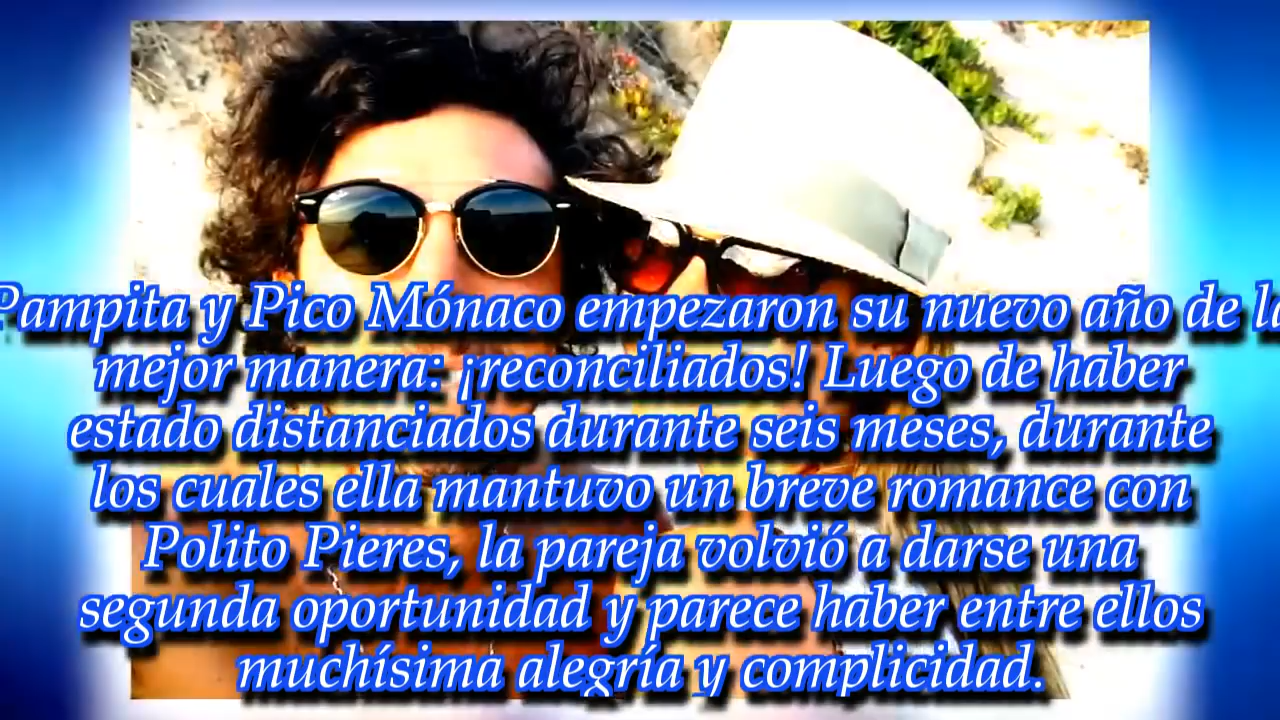 Pampita y Pico Mónaco empezaron su nuevo año de la
mejor manera: ¡reconciliados! Luego de haber
estado distanciados durante seis meses, durante
los cuales ella mantuvo un breve romance con
Polito Pieres, la pareja volvió a darse una
segunda oportunidad y parece haber entre ellos
muchísima alegría y complicidad.